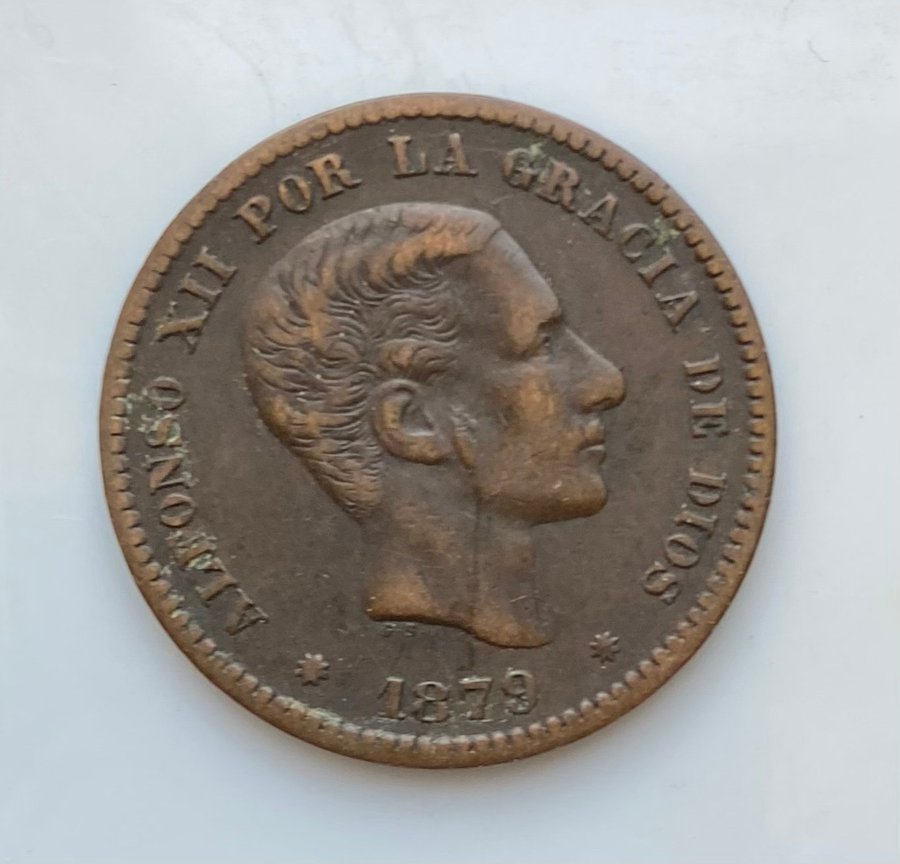 ALFONSO XII POR LA GRACIA DE DIOS
* 1879 *